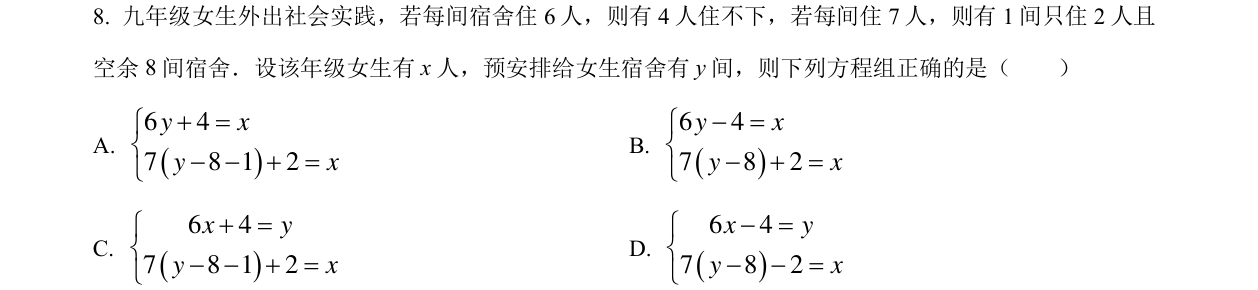 8. 九年级女生外出社会实践，若每间宿舍住 6 人，则有 4 人住不下，若每间住 7 人，则有 1 间只住 2 人且
空余 8 间宿舍．设该年级女生有 x 人，预安排给女生宿舍有 y 间，则下列方程组正确的是（　　）
A. {6y+4=x
7(y−8−1)+2=x
B. {6y−4=x
7(y−8)+2=x
C. {6x+4=y
7(y−8−1)+2=x
D. {6x−4=y
7(y−8)−2=x